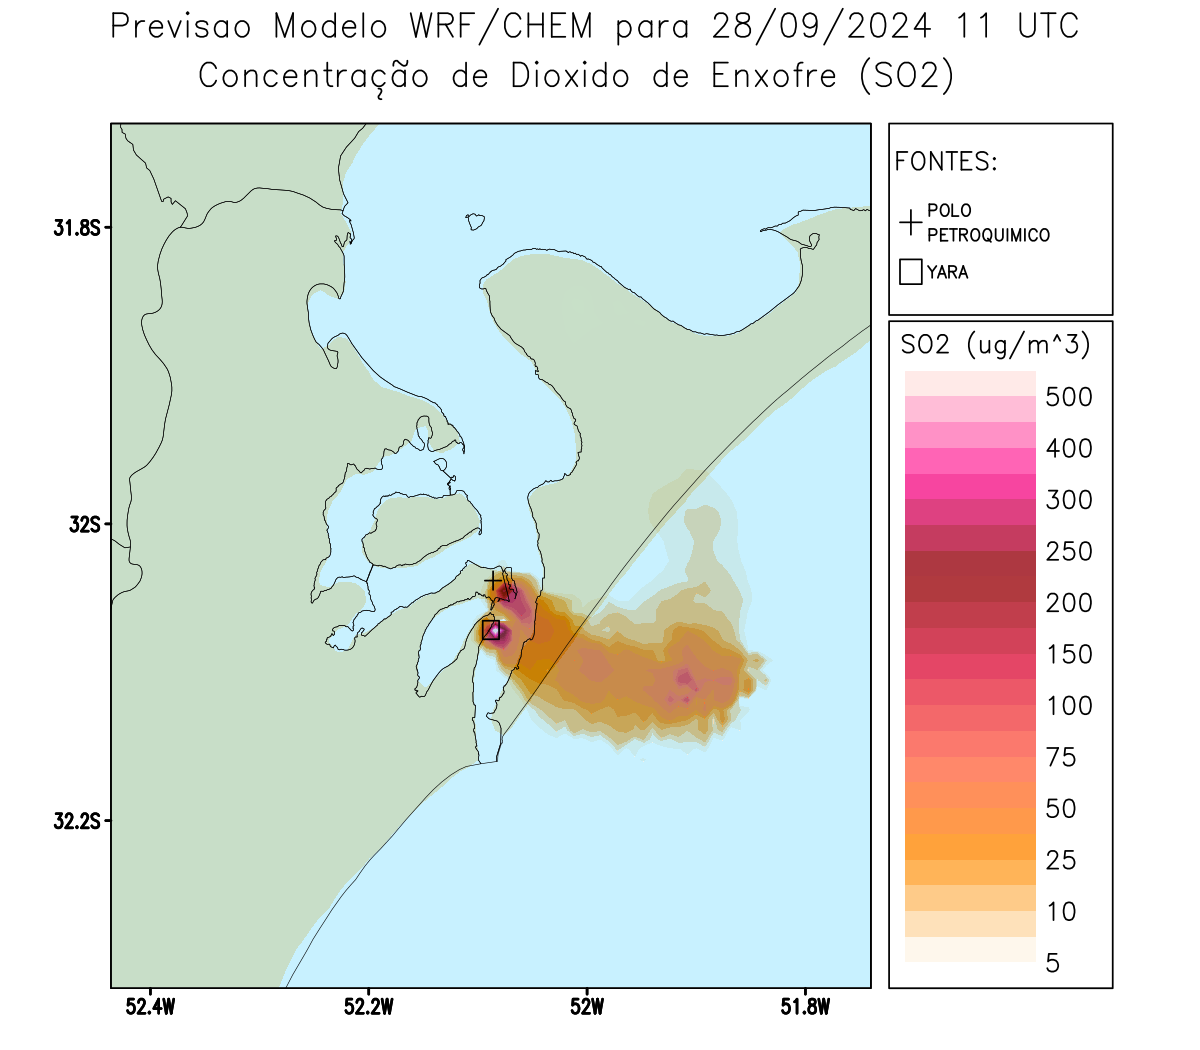 Previsao Modelo WRF/CHEM para 28/09/2024 11 UTC
Concentração de Dioxido de Enxofre (SO2)
FONTES:
POLO
PETROQUIMICO
YARA
SO2 (ug/m^3)
500
400
300
250
200
150
100
75
50
25
10
5
31.8S
32S
32.2S
52.4W
52.2W
52W
51.8W